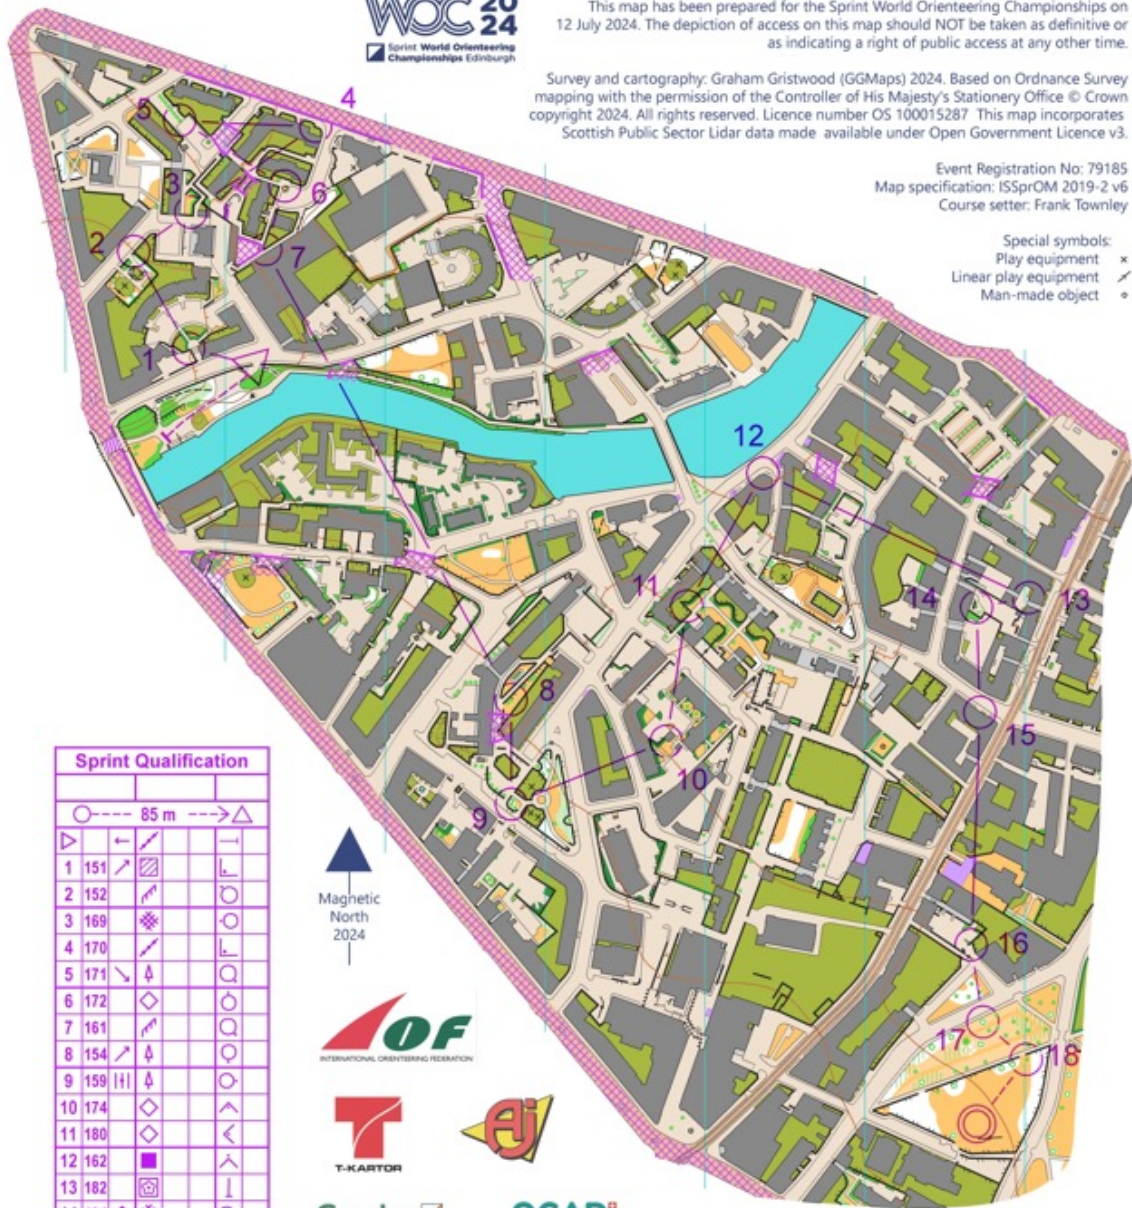 WOC 20
24
Sprint World Orienteering
Championships Edinburgh
This map has been prepared for the Sprint World Orienteering Championships on
12 July 2024. The depiction of access on this map should NOT be taken as definitive or
as indicating a right of public access at any other time.
Survey and cartography: Graham Gristwood (GGMaps) 2024. Based on Ordnance Survey
mapping with the permission of the Controller of His Majesty's Stationery Office © Crown
copyright 2024. All rights reserved. Licence number OS 100015287 This map incorporates
Scottish Public Sector Lidar data made available under Open Government Licence v3.
Event Registration No: 79185
Map specification: ISSprOM 2019-2 v6
Course setter: Frank Townley
Special symbols:
Play equipment ×
Linear play equipment
Man-made object
4
5
3
6
2
7
1
12
11
14
13
8
15
10
9
16
17
18
Sprint Qualification
85 m
1 151
2 152
3 169
4 170
5 171
6 172
7 161
8 154
9 159
10 174
11 180
12 162
13 182
Magnetic
North
2024
IOF
INTERNATIONAL ORIENTEERING FEDERATION
T-KARTOR
Aj